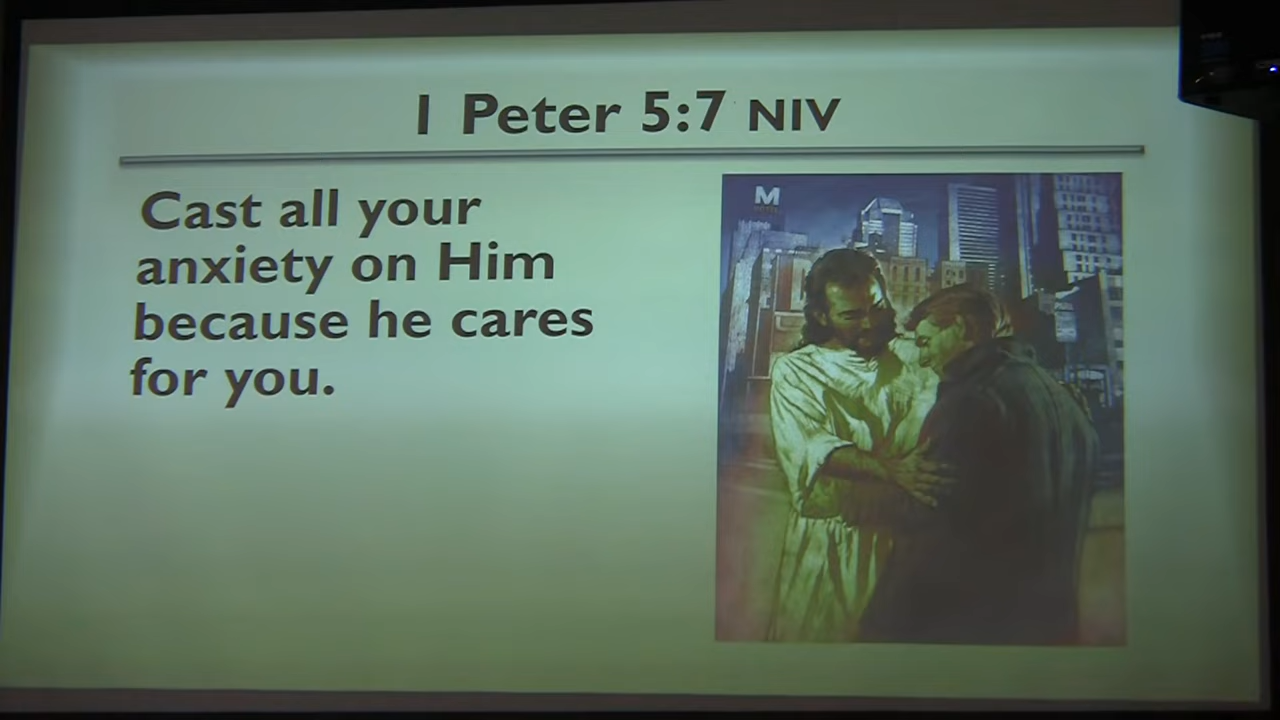 1 Peter 5:7 NIV
Cast all your
anxiety on Him
because he cares
for you.
M